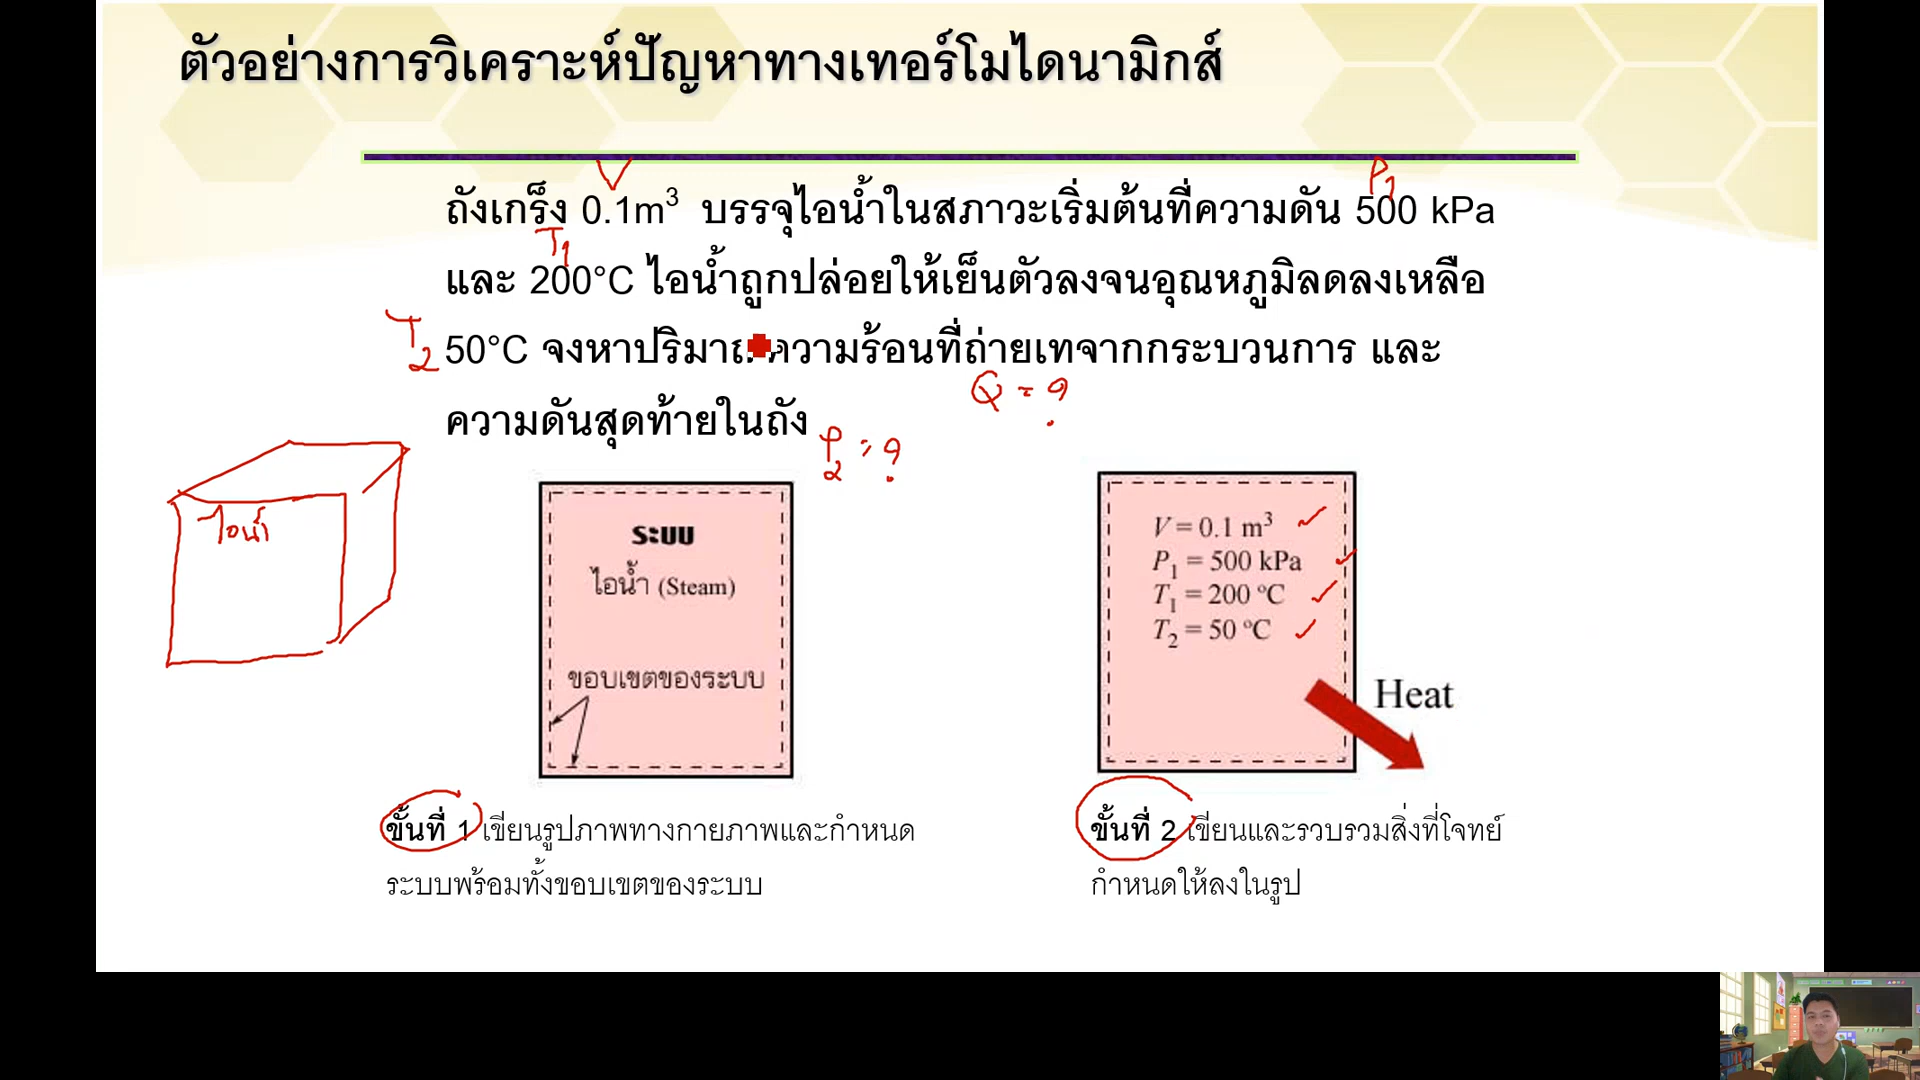 ตัวอย่างการวิเคราะห์ปัญหาทางเทอร์โมไดนามิกส์
V
P1
ถังเกร็ง 0.1m³ บรรจุไอน้ำในสภาวะเริ่มต้นที่ความดัน 500 kPa
T1
และ 200°C ไอน้ำถูกปล่อยให้เย็นตัวลงจนอุณหภูมิลดลงเหลือ
T2
50°C จงหาปริมาณความร้อนที่ถ่ายเทจากกระบวนการ และ
Q = ?
ความดันสุดท้ายในถัง
P2 = ?
ไอน้ำ
ระบบ
ไอน้ำ (Steam)
ขอบเขตของระบบ
V = 0.1 m³
P₁ = 500 kPa
T₁ = 200 °C
T₂ = 50 °C
Heat
ขั้นที่ 1 เขียนรูปภาพทางกายภาพและกำหนด
ระบบพร้อมทั้งขอบเขตของระบบ
ขั้นที่ 2 เขียนและรวบรวมสิ่งที่โจทย์
กำหนดให้ลงในรูป